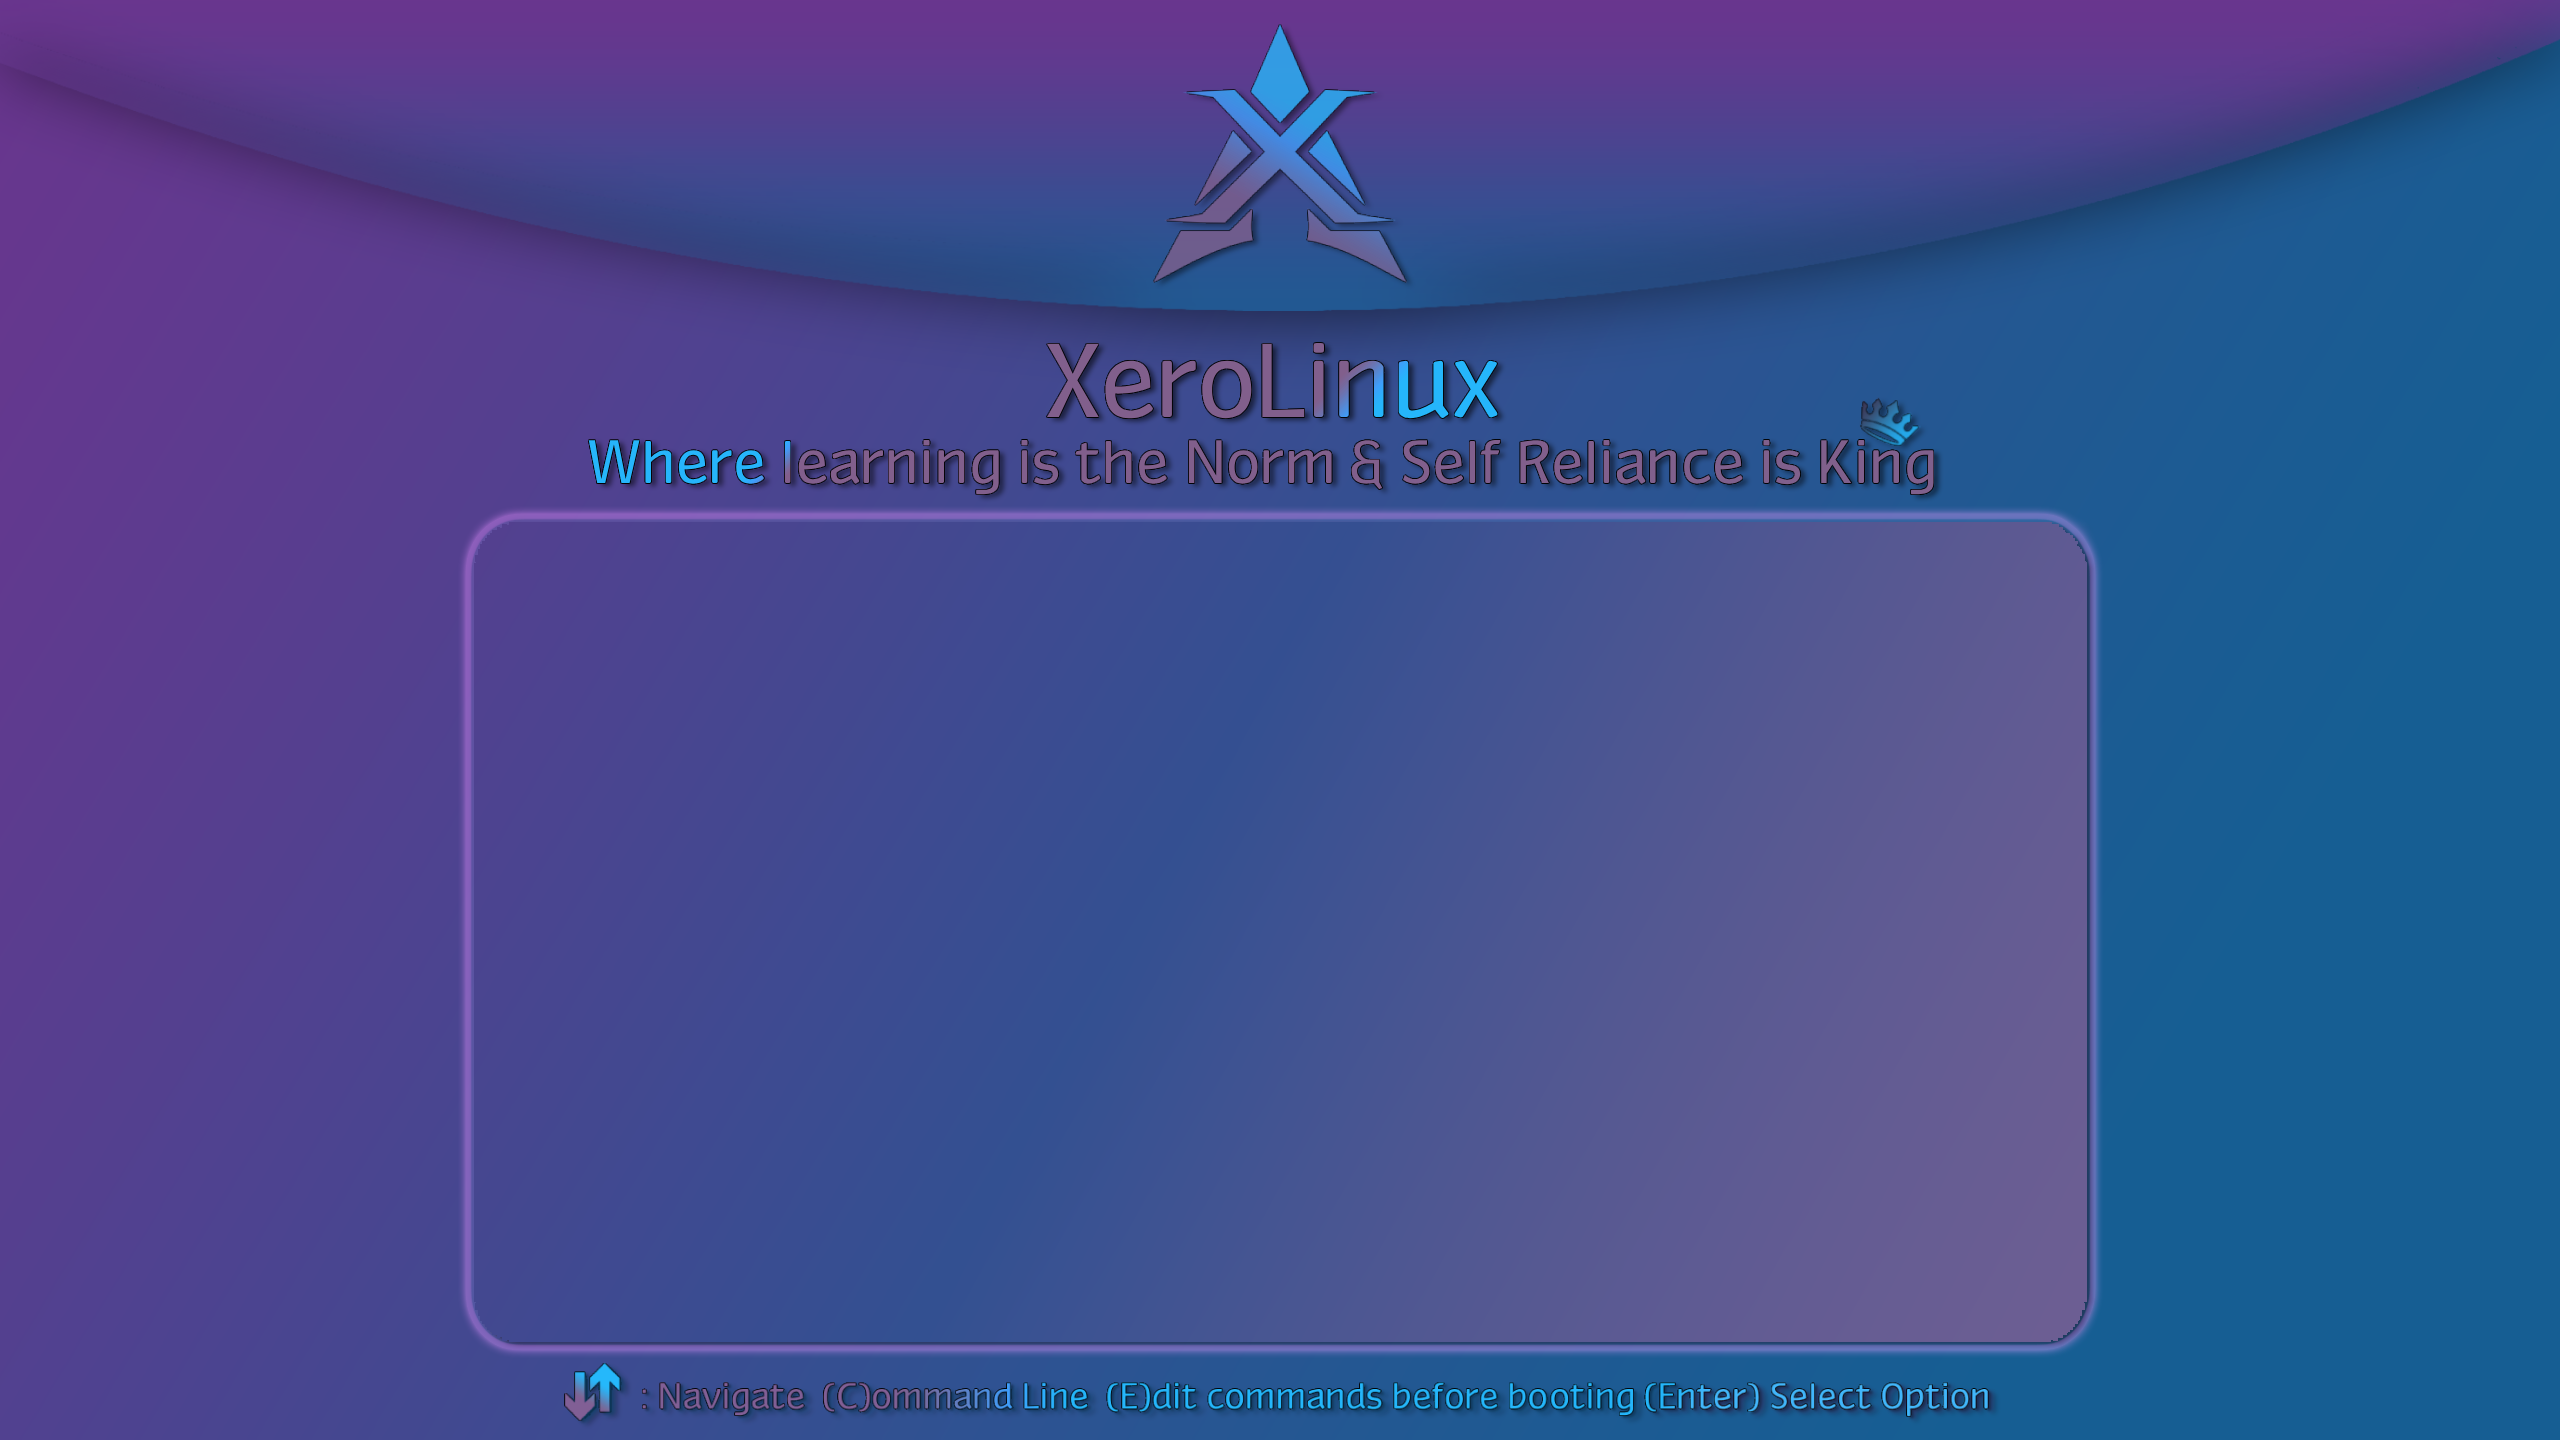 XeroLinux
Where learning is the Norm & Self Reliance is King
: Navigate (C)ommand Line (E)dit commands before booting (Enter) Select Option